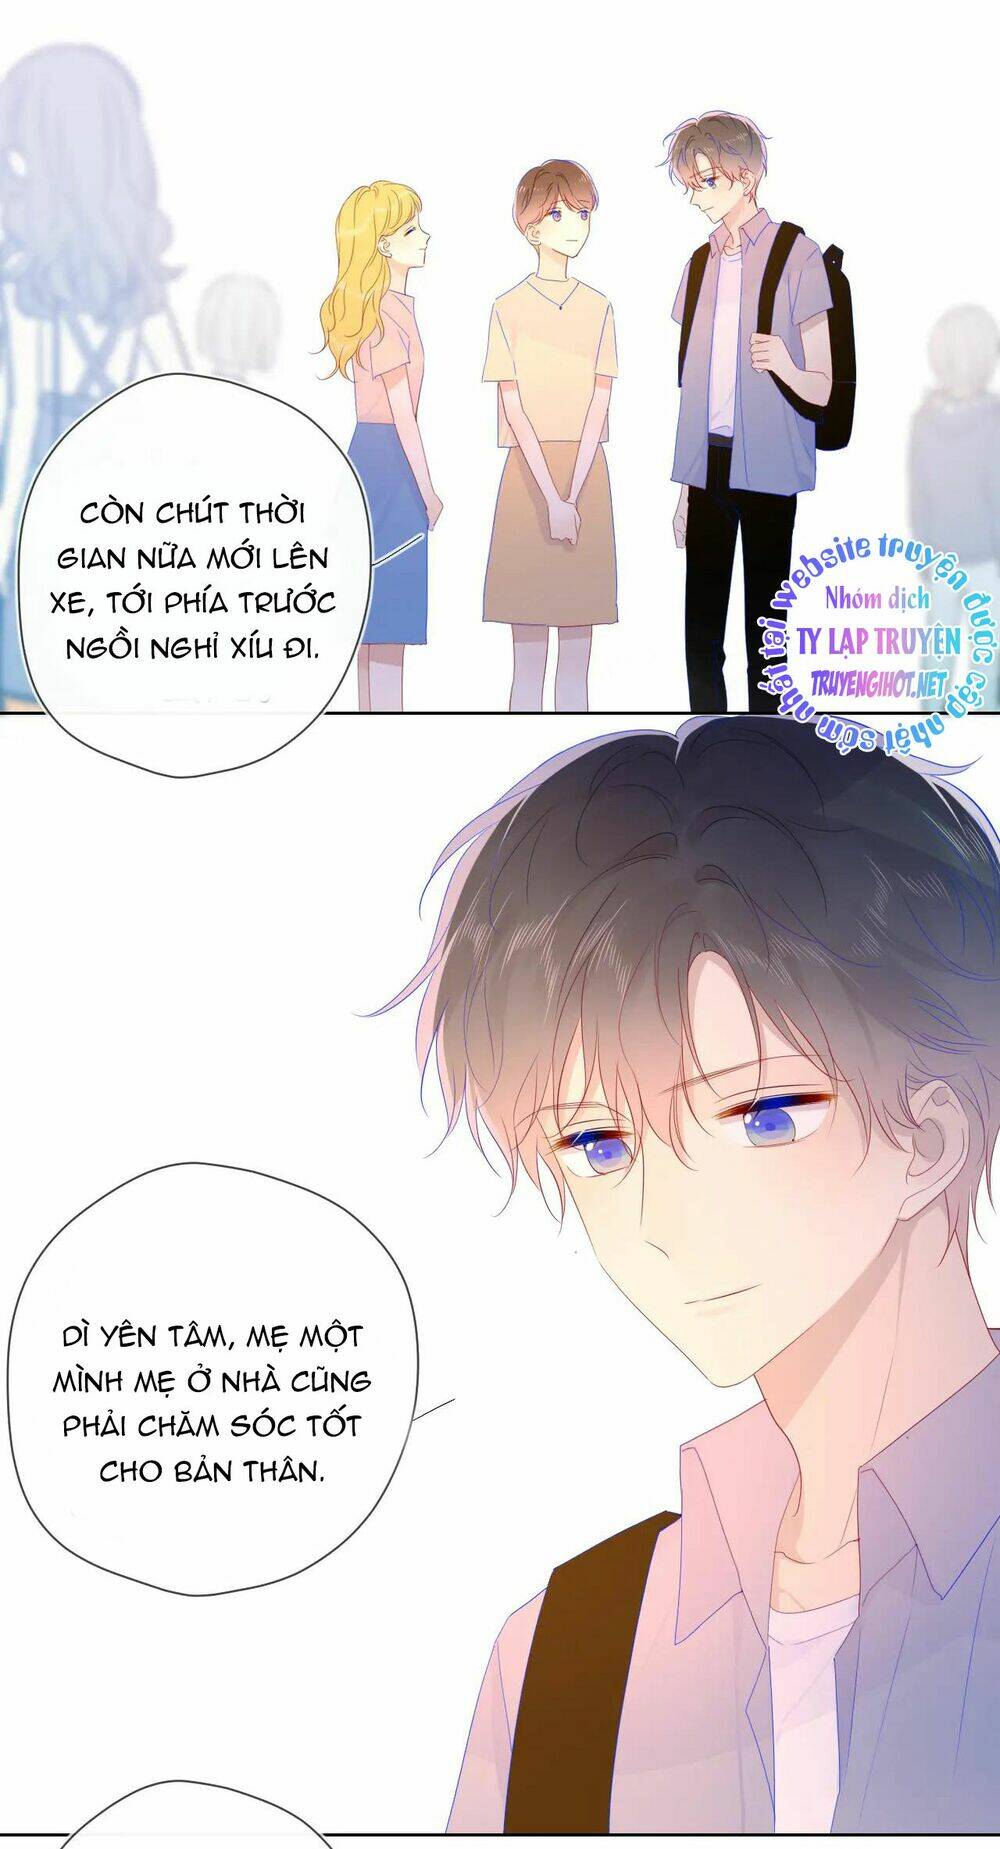 CÒN CHÚT THỜI
GIAN NỮA MỚI LÊN
XE, TỚI PHÍA TRƯỚC
NGỒI NGHỈ XÍU ĐI.
tại website truyện được cập nhật sớm nhất
Nhóm dịch
TY LẠP TRUYỆN
TRUYENGIHOT.NET
DÌ YÊN TÂM, MẸ MỘT
MÌNH MẸ Ở NHÀ CŨNG
PHẢI CHĂM SÓC TỐT
CHO BẢN THÂN.